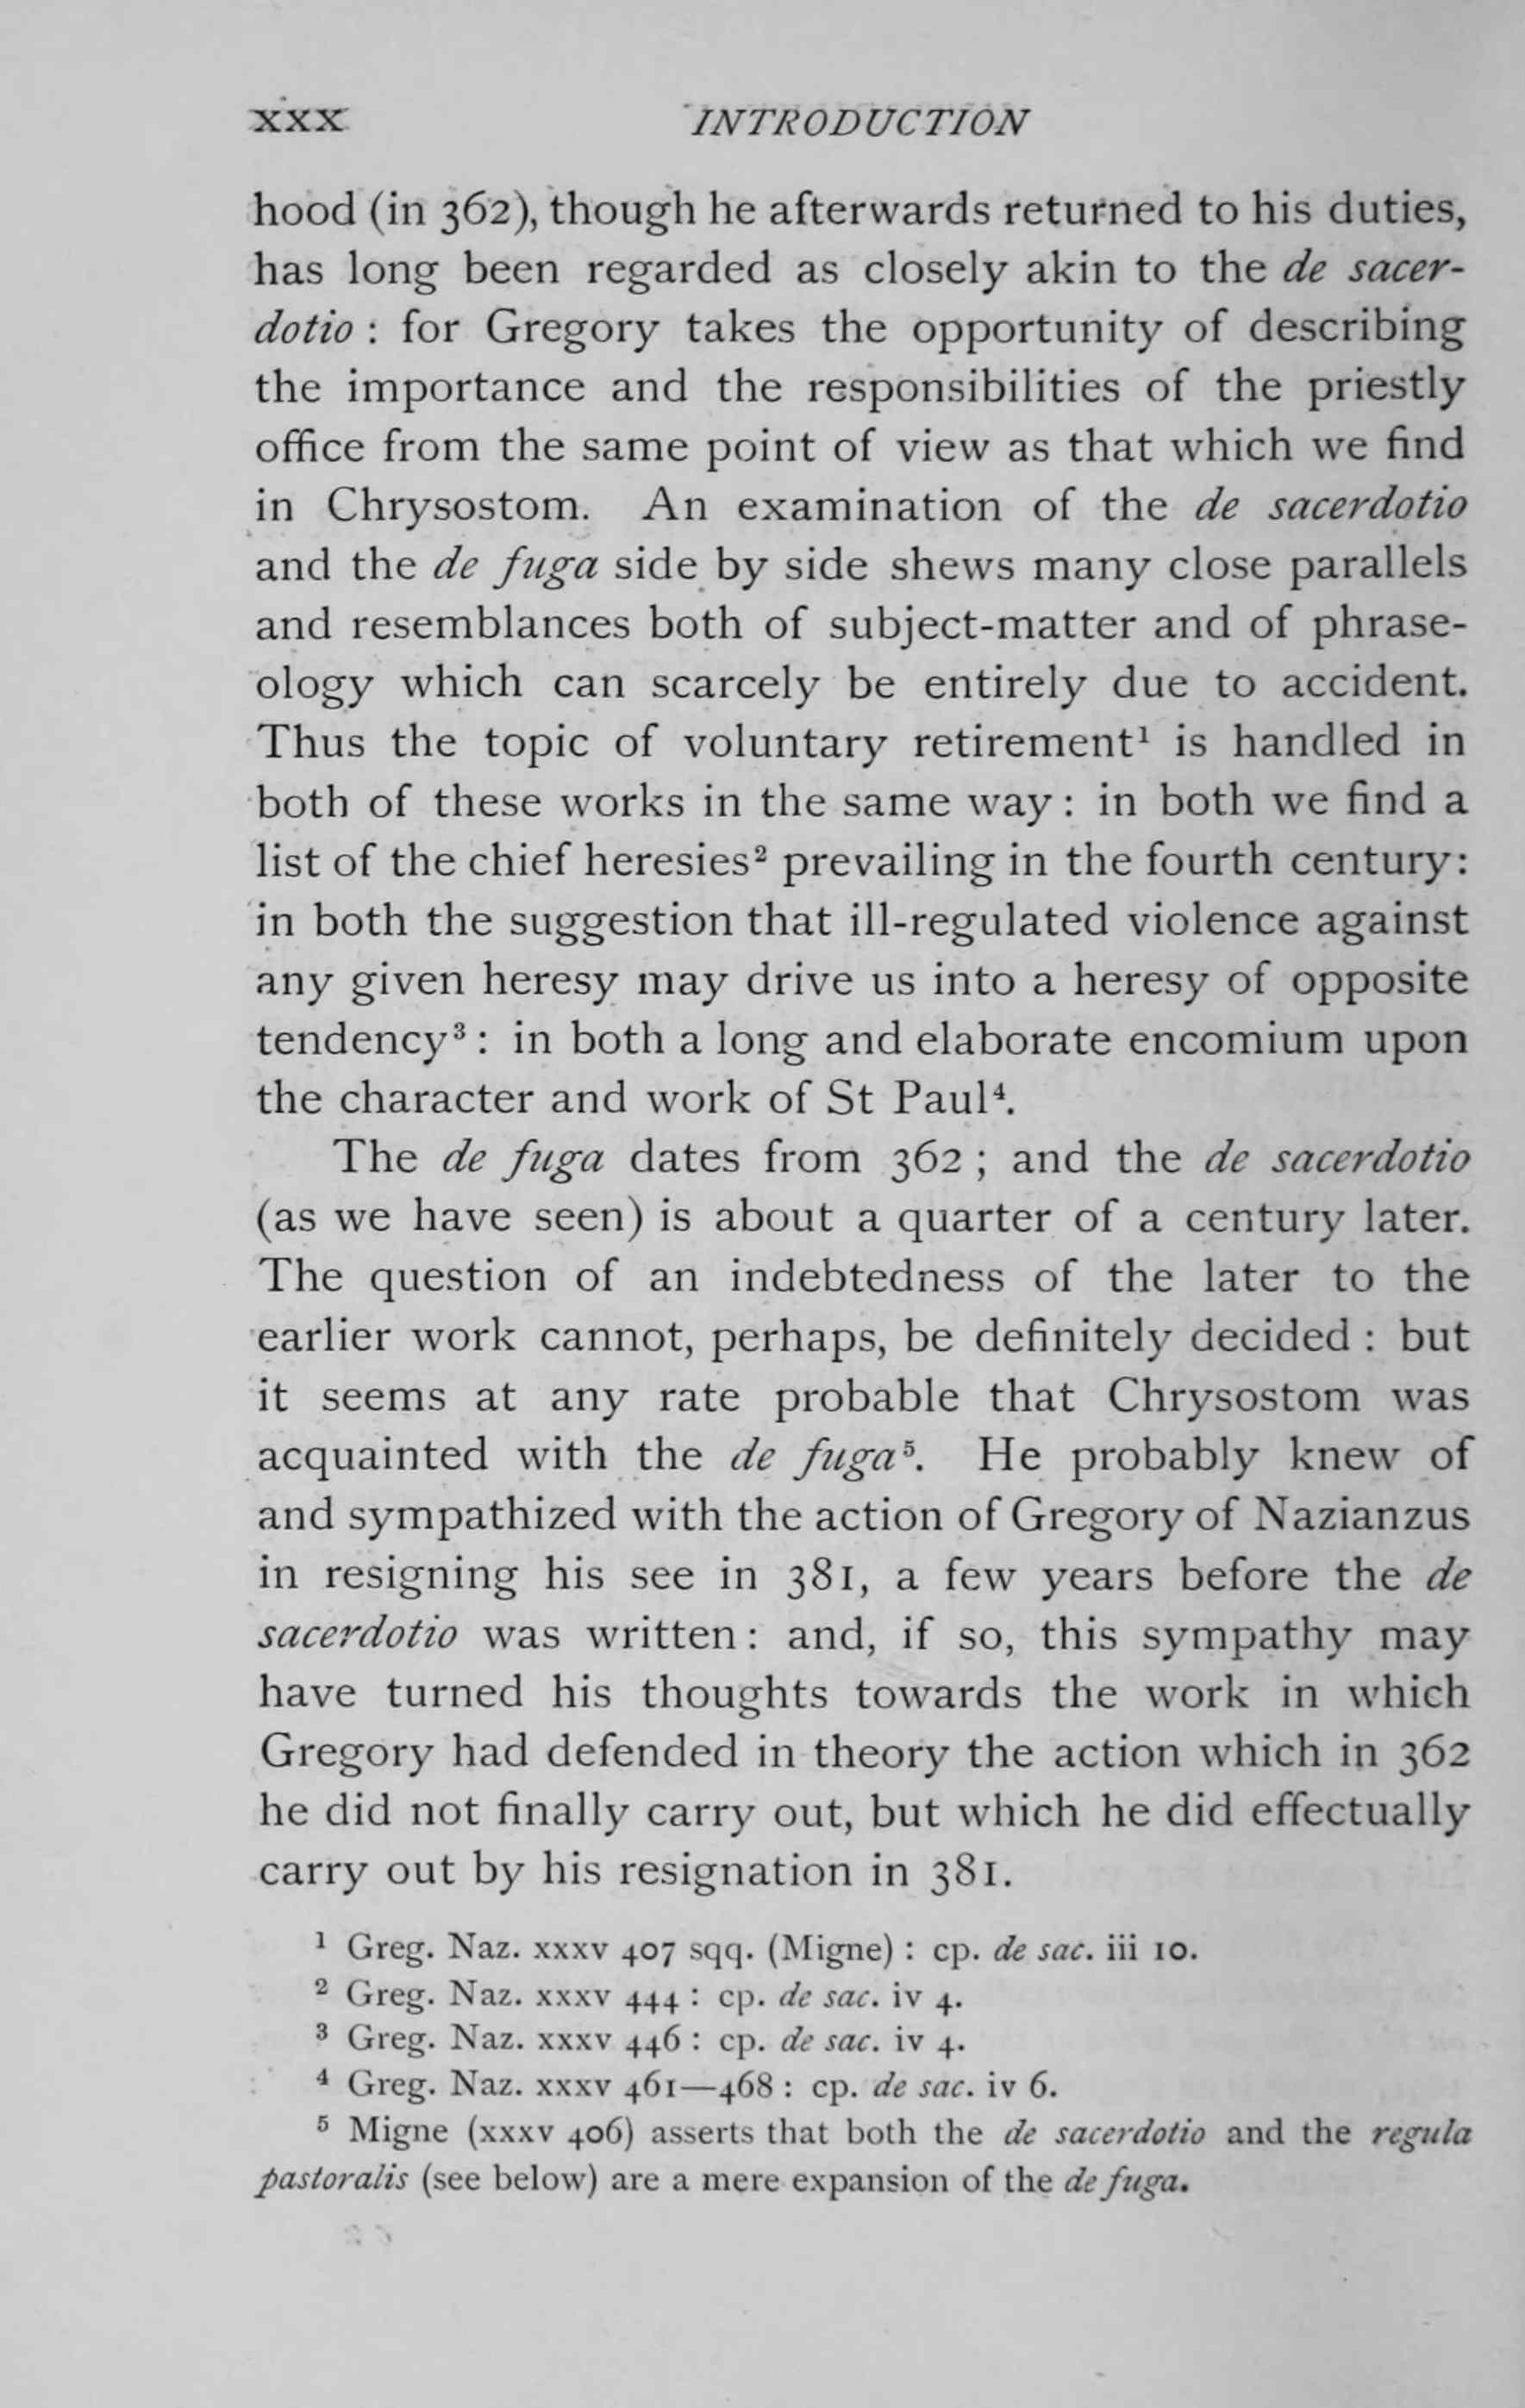 xxx INTRODUCTION
hood (in 362), though he afterwards returned to his duties,
has long been regarded as closely akin to the de sacer-
dotio : for Gregory takes the opportunity of describing
the importance and the responsibilities of the priestly
office from the same point of view as that which we find
in Chrysostom. An examination of the de sacerdotio
and the de fuga side by side shews many close parallels
and resemblances both of subject-matter and of phrase-
ology which can scarcely be entirely due to accident.
Thus the topic of voluntary retirement¹ is handled in
both of these works in the same way : in both we find a
list of the chief heresies² prevailing in the fourth century:
in both the suggestion that ill-regulated violence against
any given heresy may drive us into a heresy of opposite
tendency³ : in both a long and elaborate encomium upon
the character and work of St Paul⁴.
The de fuga dates from 362 ; and the de sacerdotio
(as we have seen) is about a quarter of a century later.
The question of an indebtedness of the later to the
earlier work cannot, perhaps, be definitely decided : but
it seems at any rate probable that Chrysostom was
acquainted with the de fuga⁵. He probably knew of
and sympathized with the action of Gregory of Nazianzus
in resigning his see in 381, a few years before the de
sacerdotio was written : and, if so, this sympathy may
have turned his thoughts towards the work in which
Gregory had defended in theory the action which in 362
he did not finally carry out, but which he did effectually
carry out by his resignation in 381.
¹ Greg. Naz. xxxv 407 sqq. (Migne) : cp. de sac. iii 10.
² Greg. Naz. xxxv 444 : cp. de sac. iv 4.
³ Greg. Naz. xxxv 446 : cp. de sac. iv 4.
⁴ Greg. Naz. xxxv 461—468 : cp. de sac. iv 6.
⁵ Migne (xxxv 406) asserts that both the de sacerdotio and the regula
pastoralis (see below) are a mere expansion of the de fuga.